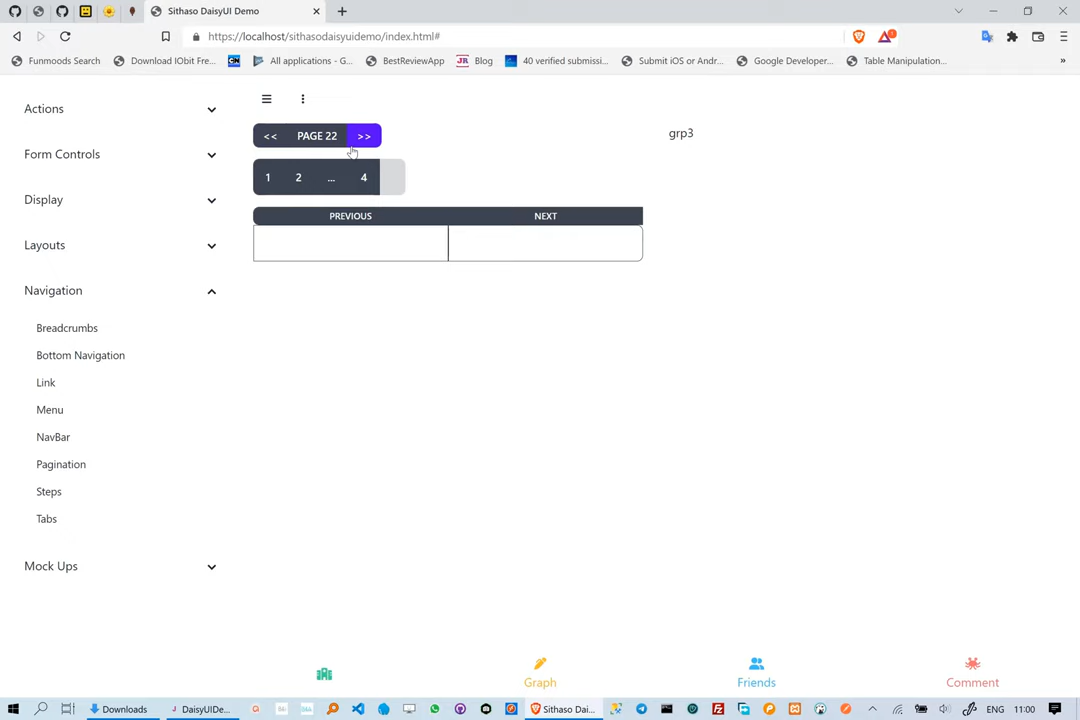 Sithaso DaisyUI Demo
https://localhost/sithasodaisyuidemo/index.html#
Funmoods Search
Download IObit Fre...
All applications - G...
BestReviewApp
JR
Blog
40 verified submissi...
Submit iOS or Andr...
Google Developer...
Table Manipulation...
»
Actions
Form Controls
Display
Layouts
Navigation
Breadcrumbs
Bottom Navigation
Link
Menu
NavBar
Pagination
Steps
Tabs
Mock Ups
<< PAGE 22 >>
grp3
1 2 ... 4
PREVIOUS NEXT
Graph
Friends
Comment
Downloads
DaisyUIDe...
Sithaso Dai...
ENG
11:00